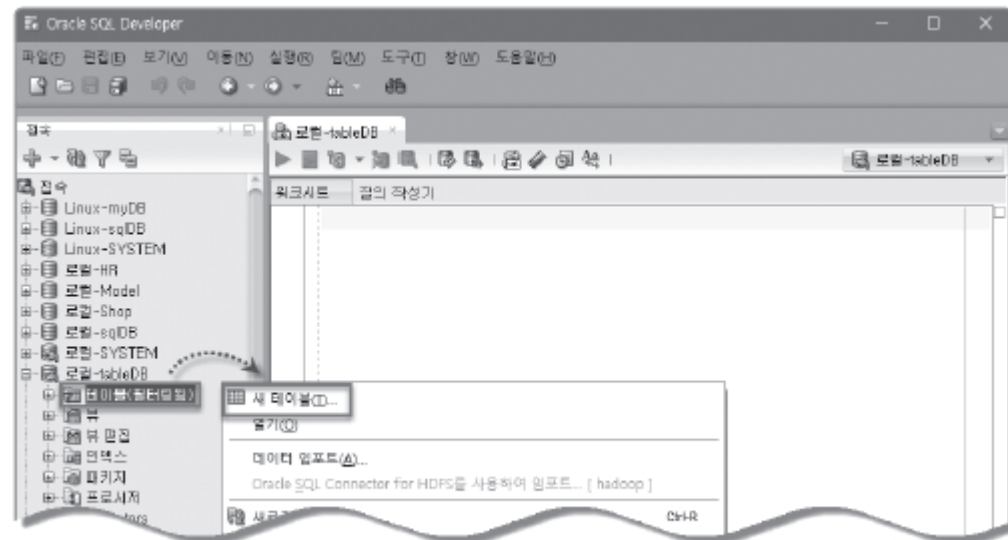 Oracle SQL Developer
파일(F) 편집(E) 보기(V) 이동(N) 실행(R) 팀(M) 도구(T) 창(W) 도움말(H)
접속
로컬-tableDB
로컬-tableDB
워크시트 질의 작성기
접속
Linux-myDB
Linux-sqlDB
Linux-SYSTEM
로컬-HR
로컬-Model
로컬-Shop
로컬-sqlDB
로컬-SYSTEM
로컬-tableDB
테이블(필터링됨)
새 테이블(T)...
뷰
열기(O)
뷰 편집
인덱스
데이터 임포트(A)...
패키지
Oracle SQL Connector for HDFS를 사용하여 임포트... [ hadoop ]
프로시저
Ctrl-R